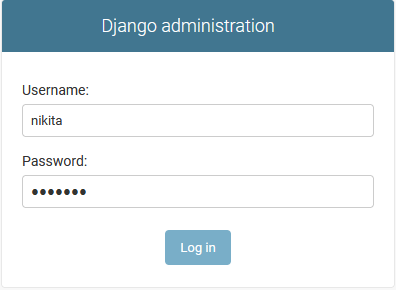 Django administration
Username:
nikita
Password:
●●●●●●●
Log in